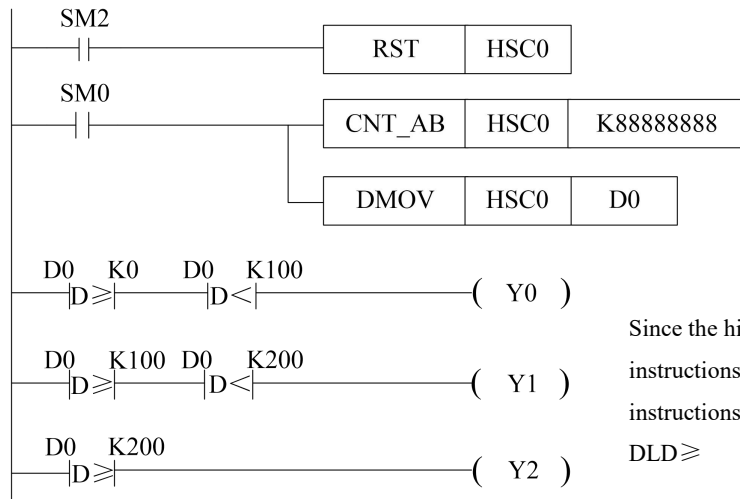 SM2
RST HSC0
SM0
CNT_AB HSC0 K88888888
DMOV HSC0 D0
D0 K0 D0 K100
D≥ D< ( Y0 )
Since the
D0 K100 D0 K200
instructions
D≥ D< ( Y1 )
instructions
D0 K200
DLD≥
D≥ ( Y2 )